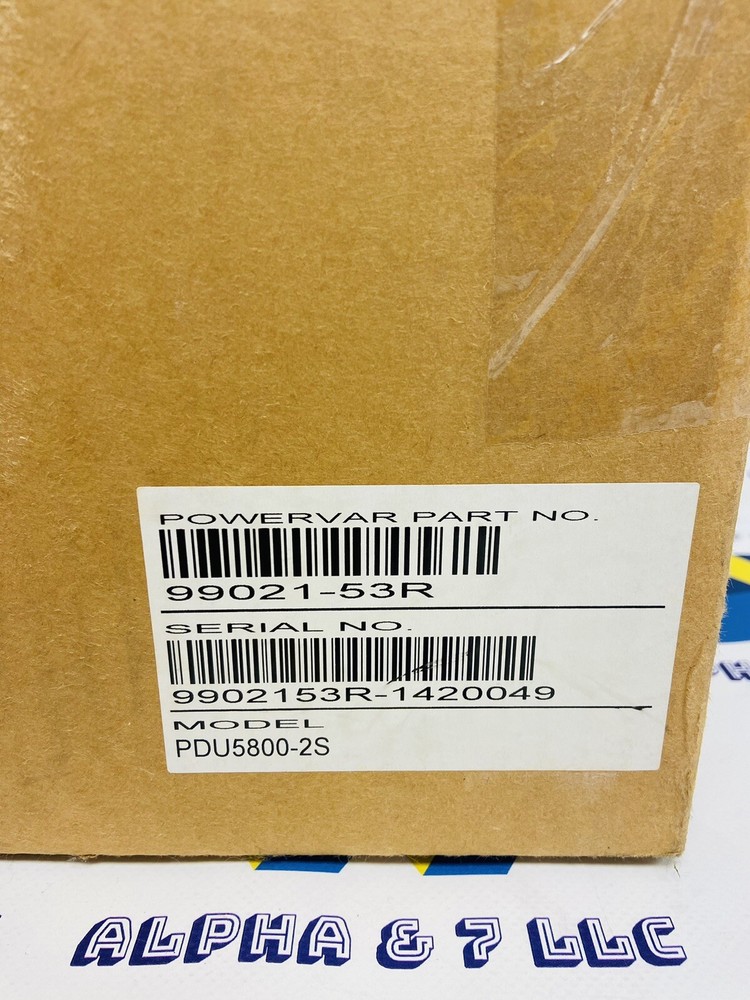 POWERVAR PART NO.
99021-53R
SERIAL NO.
9902153R-1420049
MODEL
PDU5800-2S
ALPHA & 7 LLC